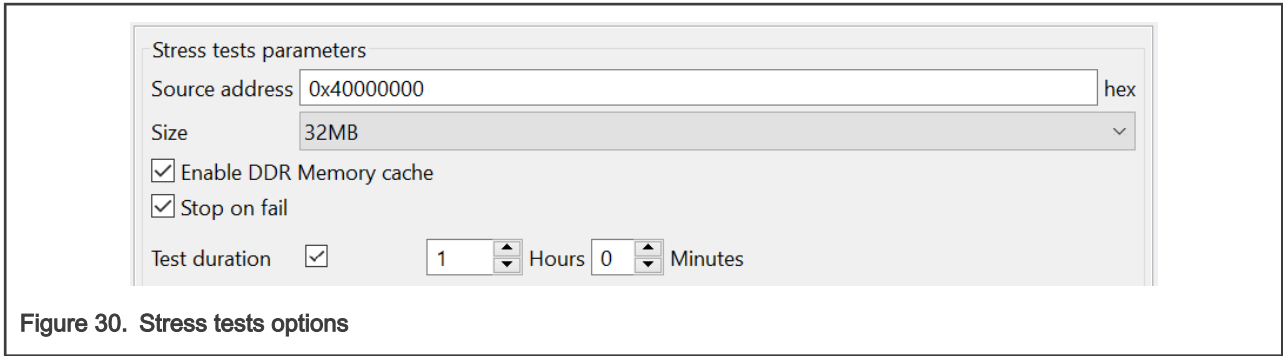 Stress tests parameters
Source address 0x40000000 hex
Size 32MB
Enable DDR Memory cache
Stop on fail
Test duration 1 Hours 0 Minutes
Figure 30. Stress tests options